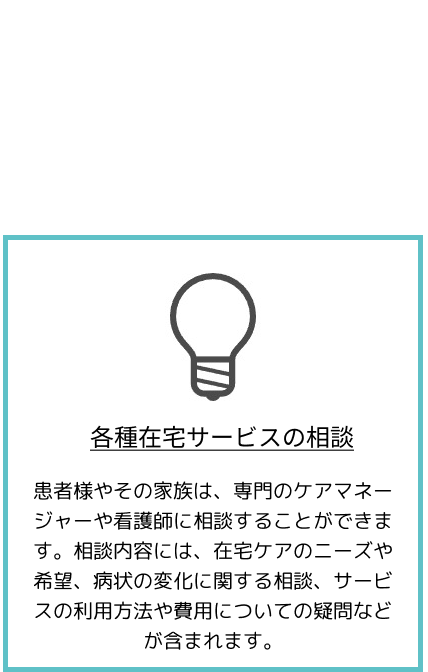 各種在宅サービスの相談
患者様やその家族は、専門のケアマネー
ジャーや看護師に相談することができま
す。相談内容には、在宅ケアのニーズや
希望、病状の変化に関する相談、サービ
スの利用方法や費用についての疑問など
が含まれます。